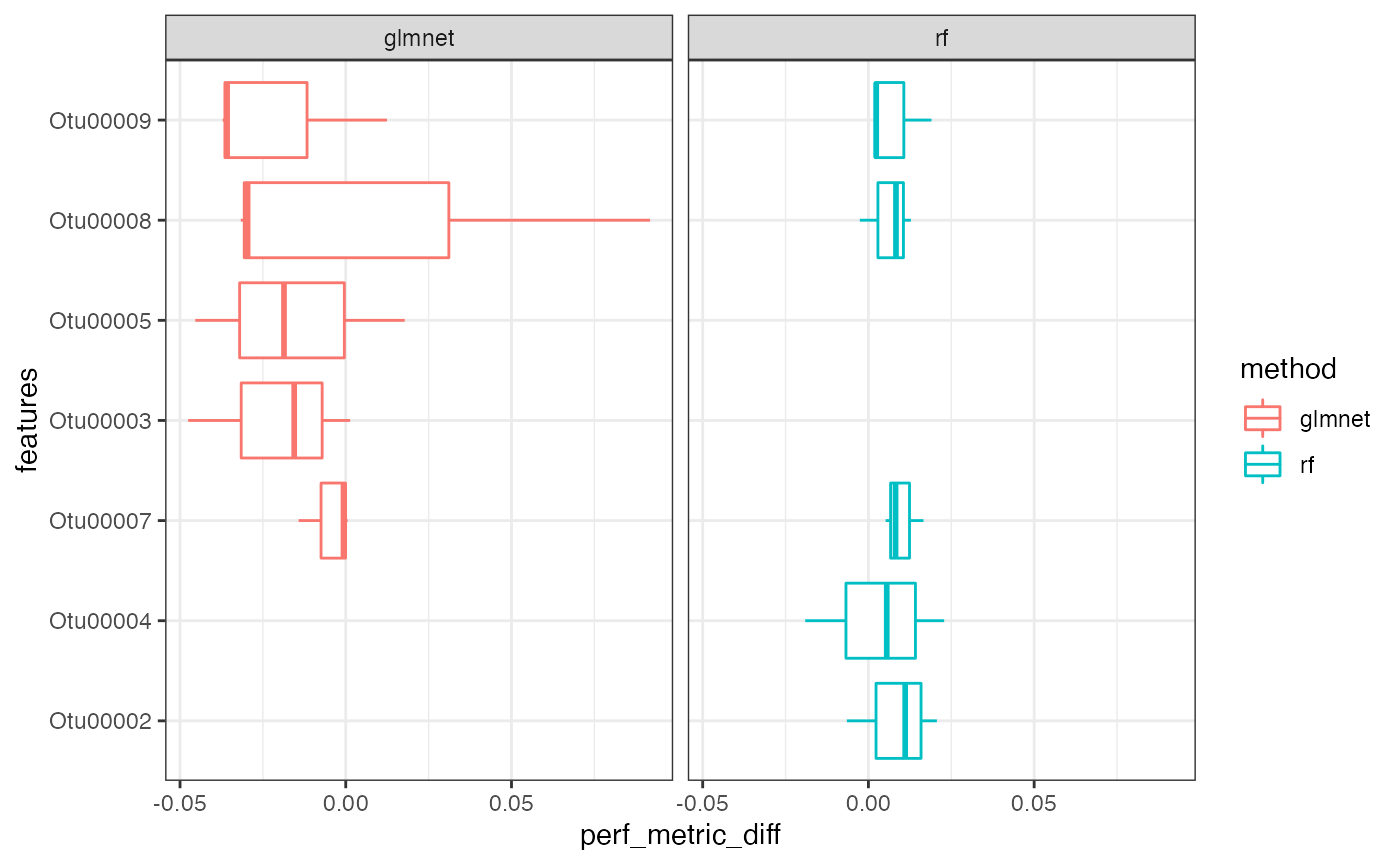 glmnet
rf
Otu00009
Otu00008
Otu00005
Otu00003
Otu00007
Otu00004
Otu00002
features
-0.05
0.00
0.05
-0.05
0.00
0.05
perf_metric_diff
method
glmnet
rf